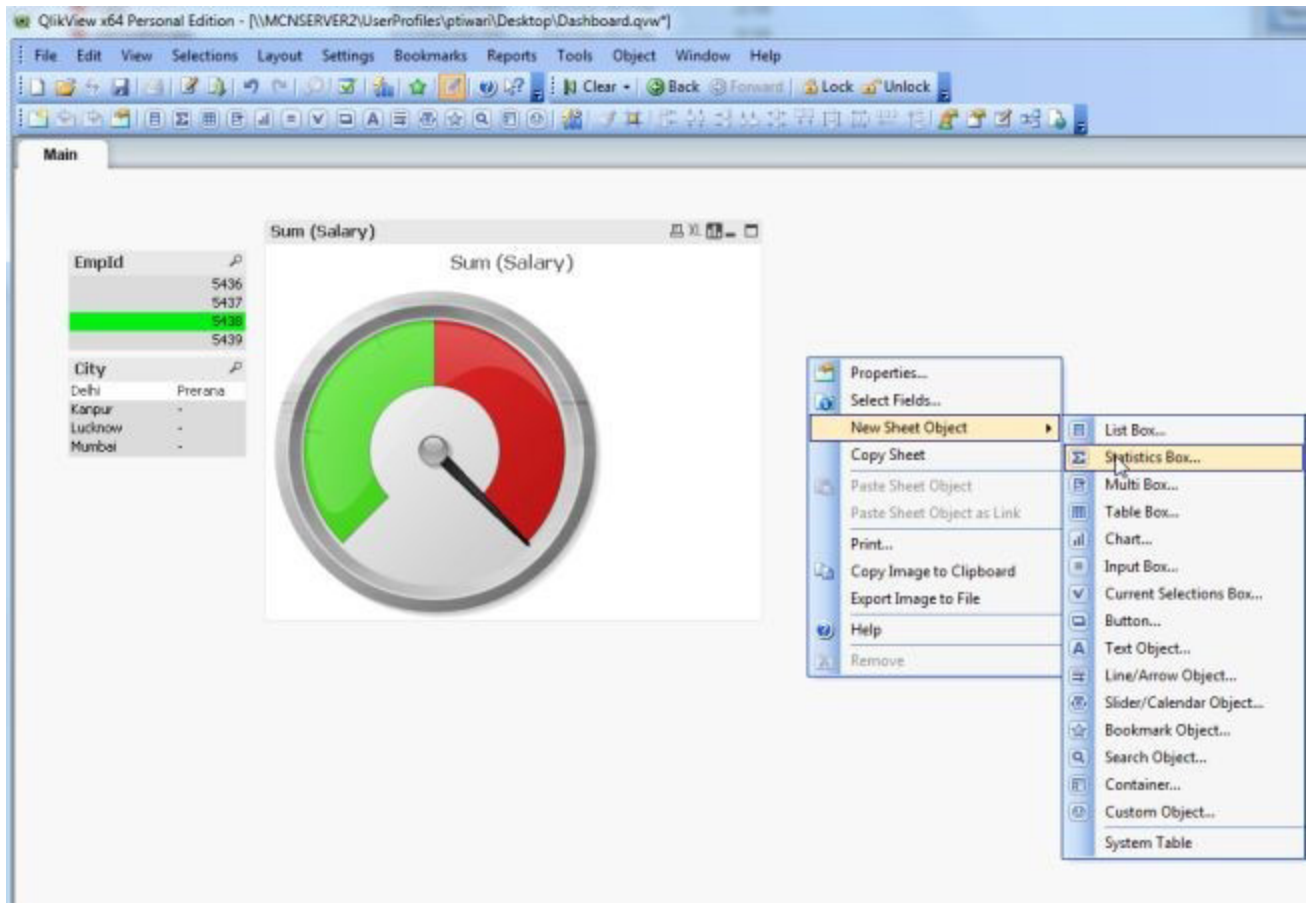 QlikView x64 Personal Edition - [\\MCNSERVER2\UserProfiles\ptiwari\Desktop\Dashboard.qvw*]
File Edit View Selections Layout Settings Bookmarks Reports Tools Object Window Help
Clear Back Forward Lock Unlock
Main
Sum (Salary) XL
Sum (Salary)
EmpId
5436
5437
5438
5439
City
Delhi Prerana
Kanpur -
Lucknow -
Mumbai -
Properties...
Select Fields...
New Sheet Object
Copy Sheet
Paste Sheet Object
Paste Sheet Object as Link
Print...
Copy Image to Clipboard
Export Image to File
Help
Remove
List Box...
Statistics Box...
Multi Box...
Table Box...
Chart...
Input Box...
Current Selections Box...
Button...
Text Object...
Line/Arrow Object...
Slider/Calendar Object...
Bookmark Object...
Search Object...
Container...
Custom Object...
System Table